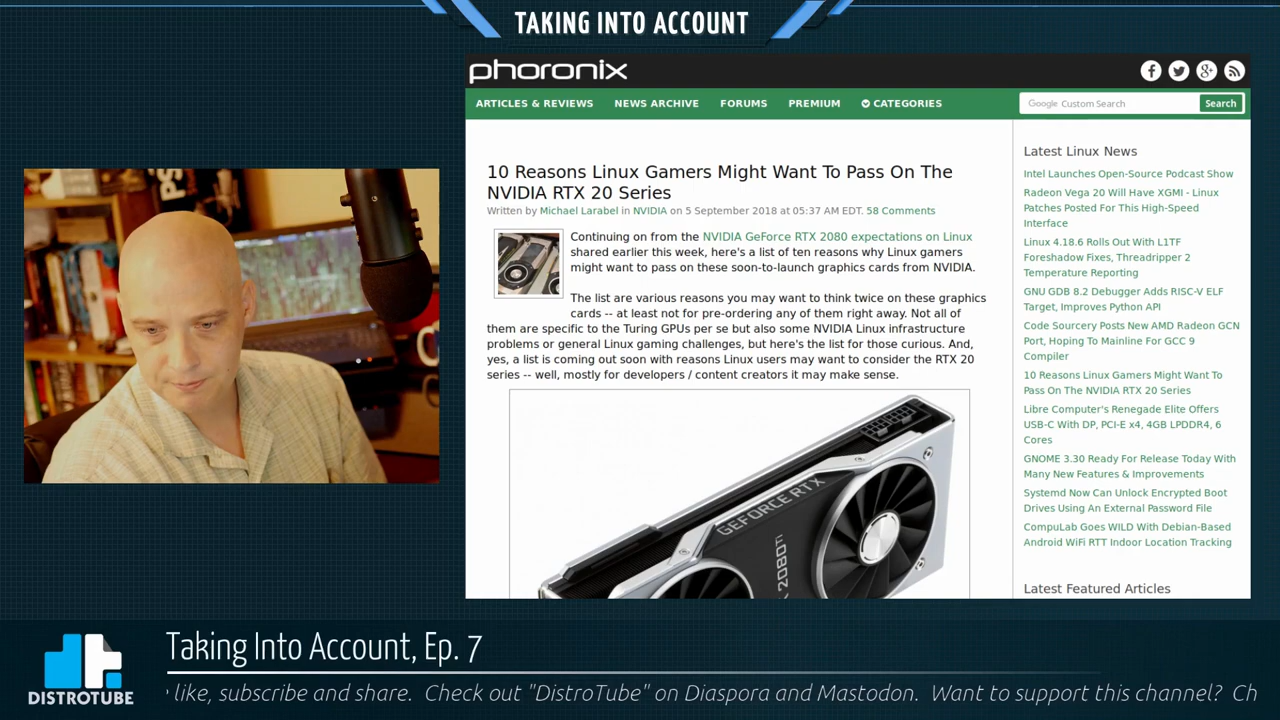 TAKING INTO ACCOUNT
phoronix
ARTICLES & REVIEWS NEWS ARCHIVE FORUMS PREMIUM CATEGORIES
Google Custom Search Search
10 Reasons Linux Gamers Might Want To Pass On The
NVIDIA RTX 20 Series
Written by Michael Larabel in NVIDIA on 5 September 2018 at 05:37 AM EDT. 58 Comments
Continuing on from the NVIDIA GeForce RTX 2080 expectations on Linux
shared earlier this week, here's a list of ten reasons why Linux gamers
might want to pass on these soon-to-launch graphics cards from NVIDIA.
The list are various reasons you may want to think twice on these graphics
cards -- at least not for pre-ordering any of them right away. Not all of
them are specific to the Turing GPUs per se but also some NVIDIA Linux infrastructure
problems or general Linux gaming challenges, but here's the list for those curious. And,
yes, a list is coming out soon with reasons Linux users may want to consider the RTX 20
series -- well, mostly for developers / content creators it may make sense.
GEFORCE RTX
2080 Ti
Latest Linux News
Intel Launches Open-Source Podcast Show
Radeon Vega 20 Will Have XGMI - Linux
Patches Posted For This High-Speed
Interface
Linux 4.18.6 Rolls Out With L1TF
Foreshadow Fixes, Threadripper 2
Temperature Reporting
GNU GDB 8.2 Debugger Adds RISC-V ELF
Target, Improves Python API
Code Sourcery Posts New AMD Radeon GCN
Port, Hoping To Mainline For GCC 9
Compiler
10 Reasons Linux Gamers Might Want To
Pass On The NVIDIA RTX 20 Series
Libre Computer's Renegade Elite Offers
USB-C With DP, PCI-E x4, 4GB LPDDR4, 6
Cores
GNOME 3.30 Ready For Release Today With
Many New Features & Improvements
Systemd Now Can Unlock Encrypted Boot
Drives Using An External Password File
CompuLab Goes WILD With Debian-Based
Android WiFi RTT Indoor Location Tracking
Latest Featured Articles
DISTROTUBE
Taking Into Account, Ep. 7
like, subscribe and share. Check out "DistroTube" on Diaspora and Mastodon. Want to support this channel? Ch